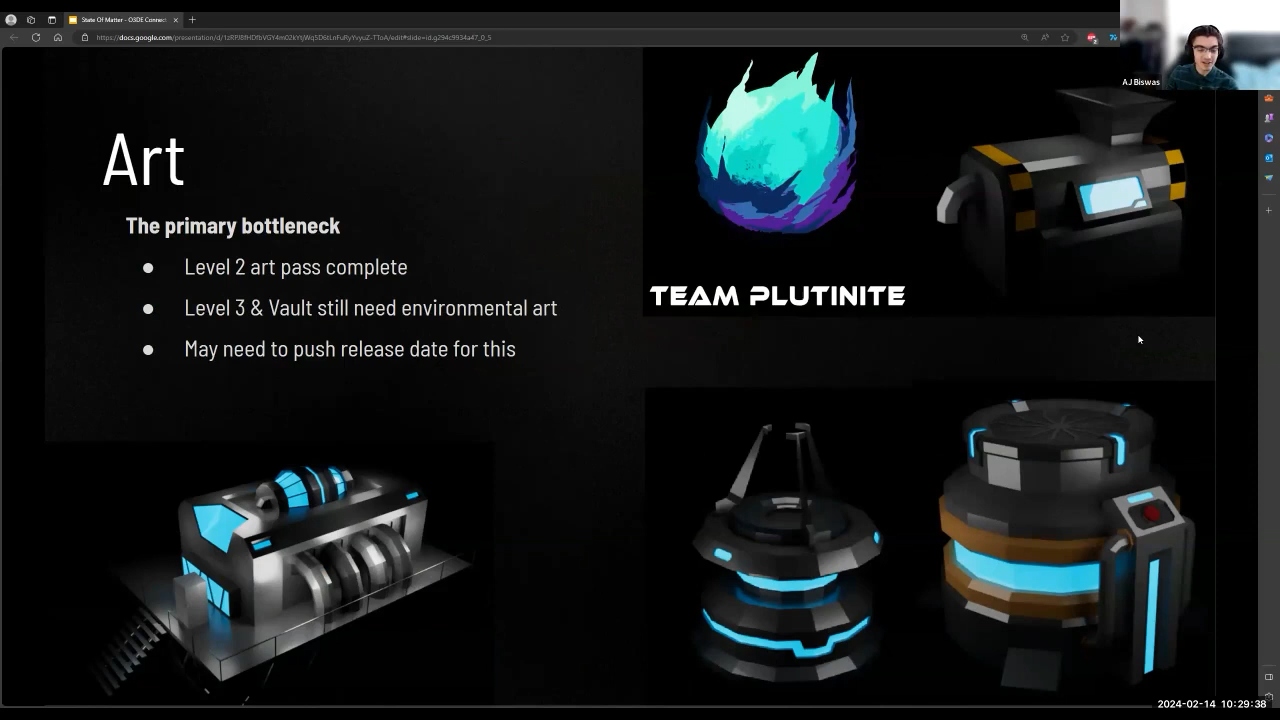 State Of Matter - O3DE Connect
AJ Biswas
Art
The primary bottleneck
● Level 2 art pass complete
● Level 3 & Vault still need environmental art
● May need to push release date for this
TEAM PLUTINITE
2024-02-14 10:29:38